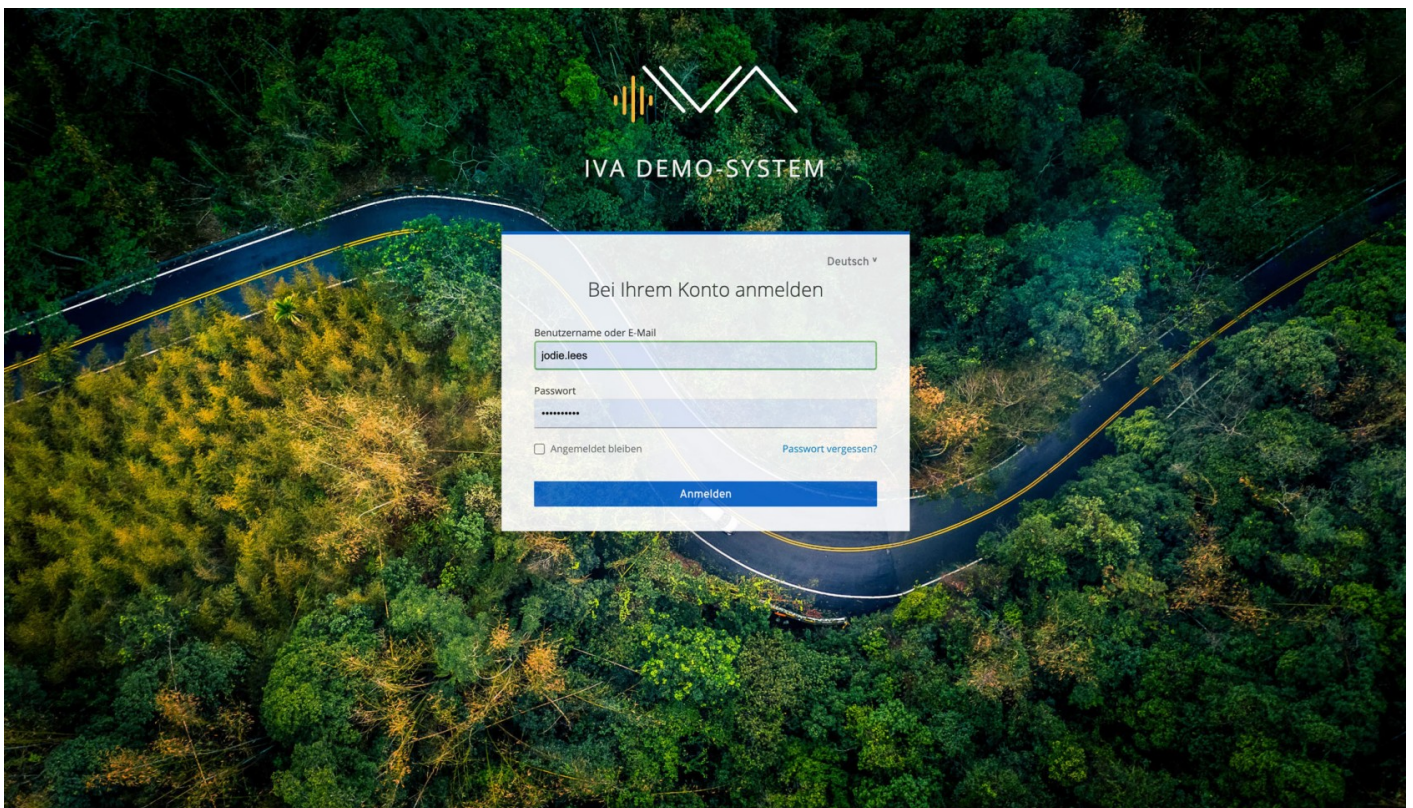 IVA
IVA DEMO-SYSTEM
Deutsch
Bei Ihrem Konto anmelden
Benutzername oder E-Mail
jodie.lees
Passwort
••••••••••
Angemeldet bleiben
Passwort vergessen?
Anmelden